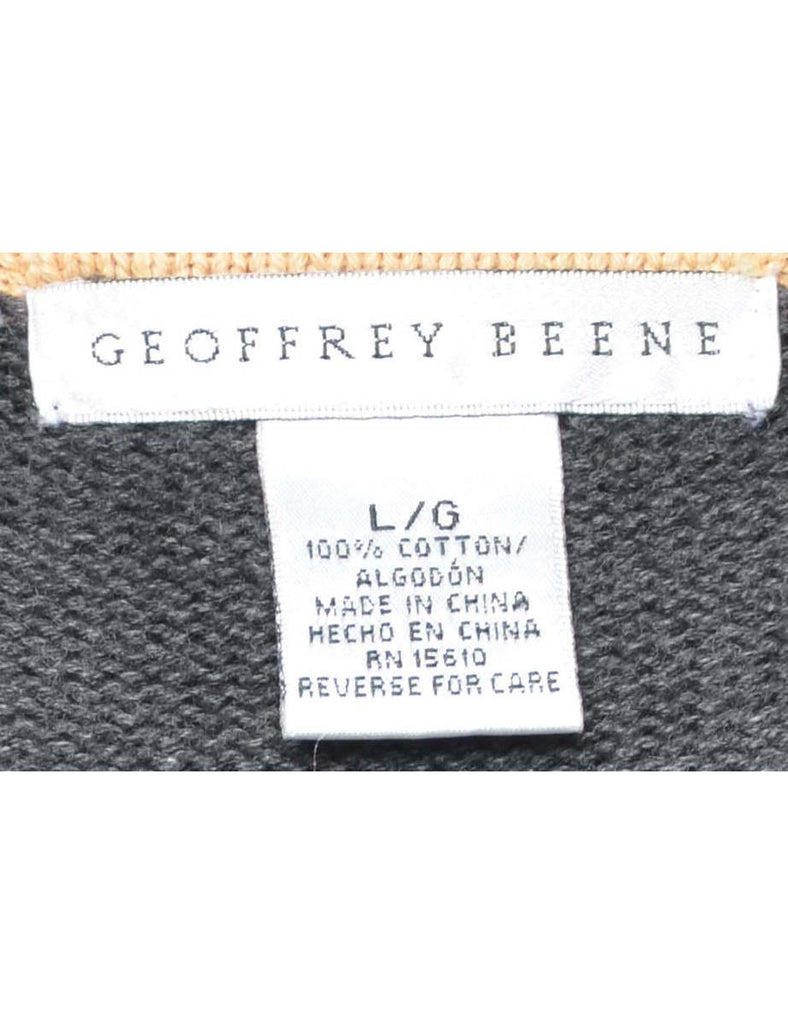 GEOFFREY BEENE
L/G
100% COTTON/
ALGODÓN
MADE IN CHINA
HECHO EN CHINA
RN 15610
REVERSE FOR CARE